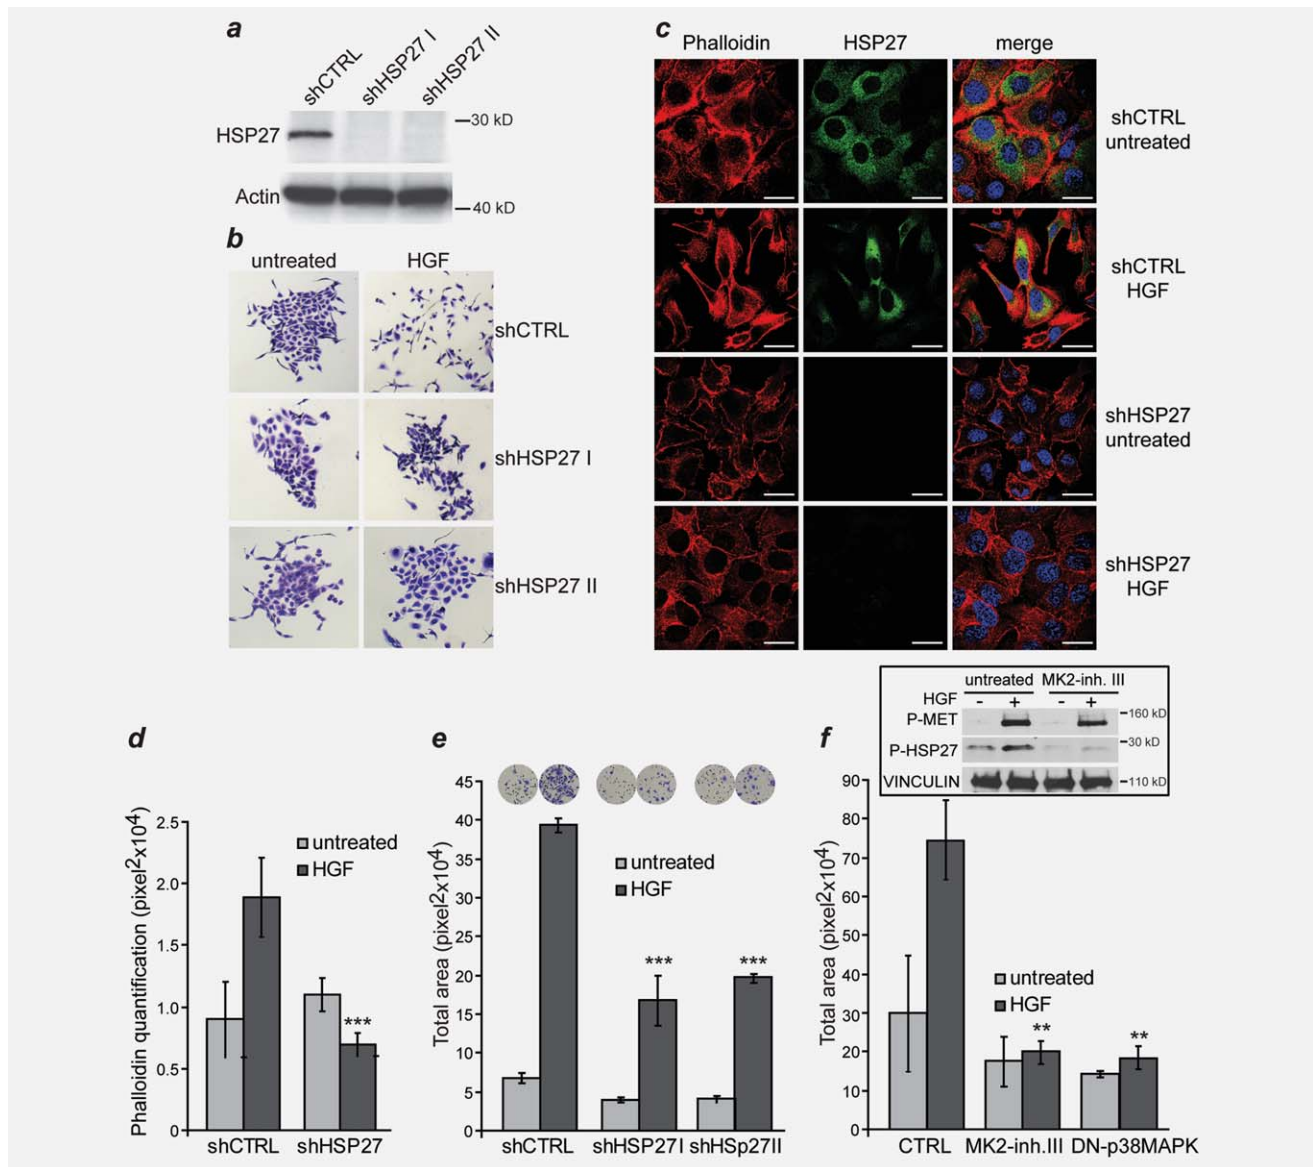 a
shCTRL
shHSP27 I
shHSP27 II
HSP27
30 kD
Actin
40 kD
b
untreated HGF
shCTRL
shHSP27 I
shHSP27 II
c
Phalloidin HSP27 merge
shCTRL
untreated
shCTRL
HGF
shHSP27
untreated
shHSP27
HGF
d
Phalloidin quantification (pixel2x104)
2.5
2.0
1.5
1.0
0.5
0
untreated
HGF
***
shCTRL shHSP27
e
Total area (pixel2x104)
45
40
35
30
25
20
15
10
5
0
untreated
HGF
*** ***
shCTRL shHSP27I shHSp27II
f
untreated MK2-inh. III
HGF - + - +
P-MET 160 kD
P-HSP27 30 kD
VINCULIN 110 kD
Total area (pixel2x104)
90
80
70
60
50
40
30
20
10
0
untreated
HGF
** **
CTRL MK2-inh.III DN-p38MAPK